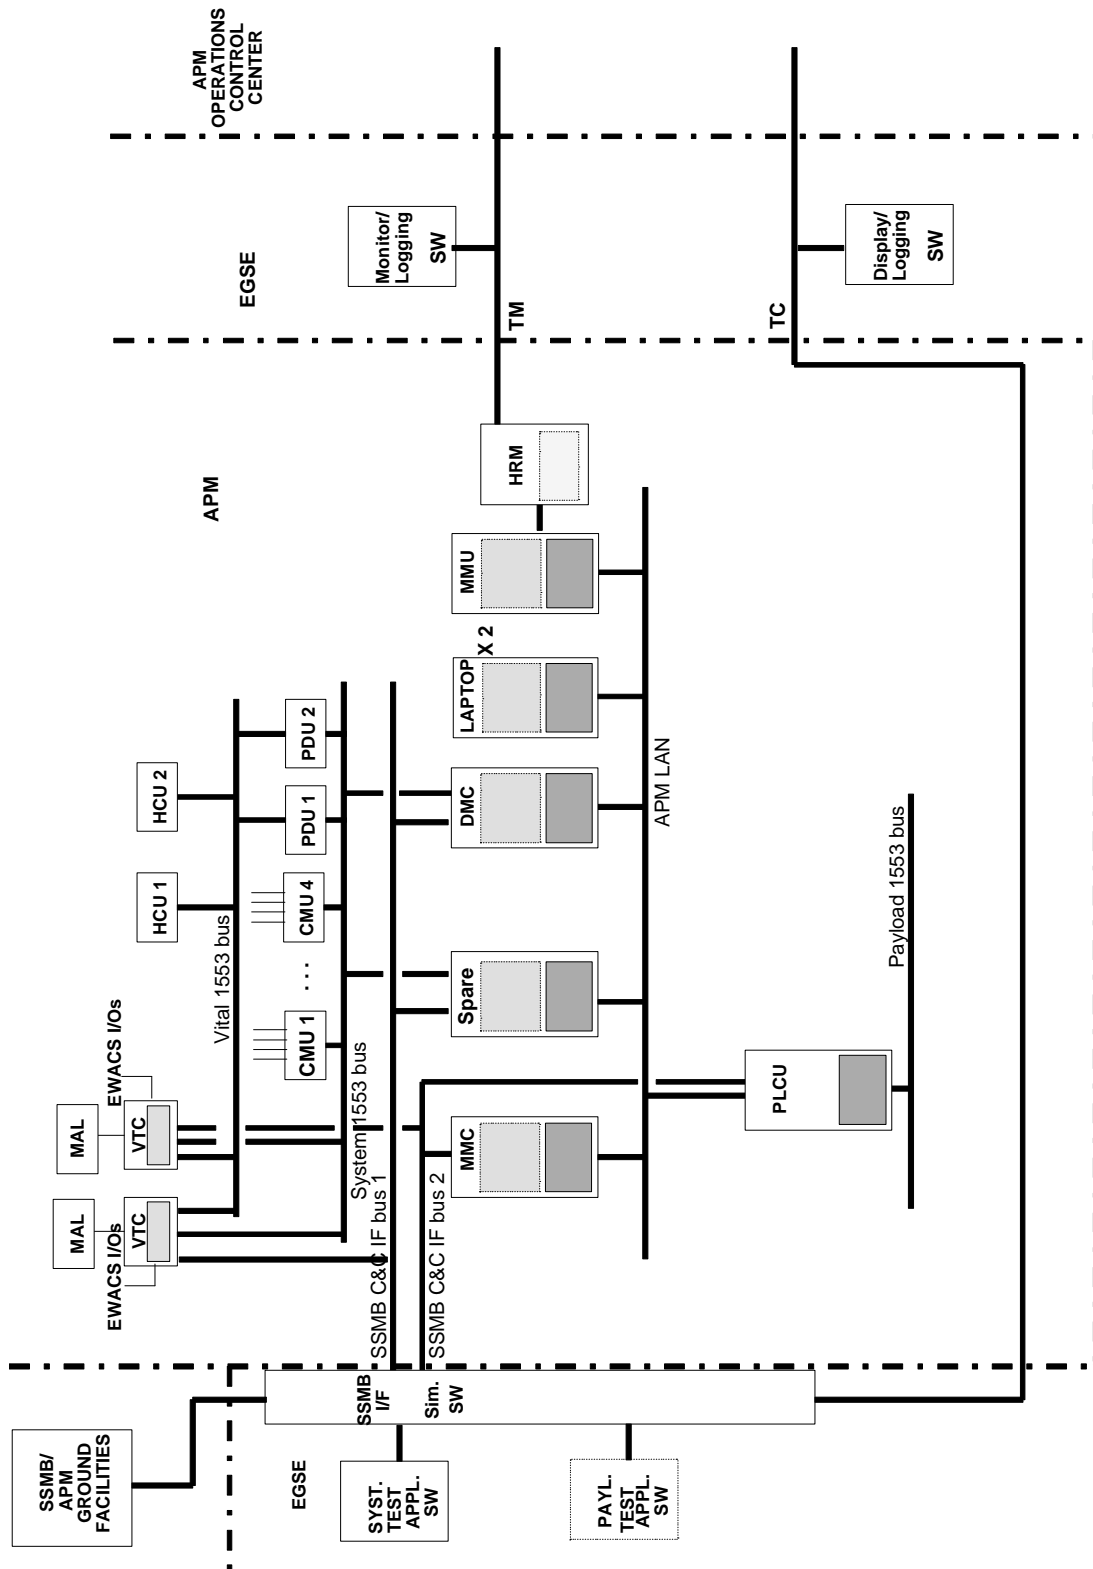 SSMB/
APM
GROUND
FACILITIES
EGSE
SYST.
TEST
APPL.
SW
PAYL.
TEST
APPL.
SW
SSMB
I/F
Sim.
SW
MAL
EWACS I/Os
VTC
MAL
EWACS I/Os
VTC
HCU 1
HCU 2
Vital 1553 bus
CMU 1
. . .
CMU 4
PDU 1
PDU 2
System 1553 bus
SSMB C&C IF bus 1
SSMB C&C IF bus 2
APM
MMC
Spare
DMC
LAPTOP
X 2
MMU
HRM
APM LAN
PLCU
Payload 1553 bus
EGSE
Monitor/
Logging
SW
TM
TC
Display/
Logging
SW
APM
OPERATIONS
CONTROL
CENTER